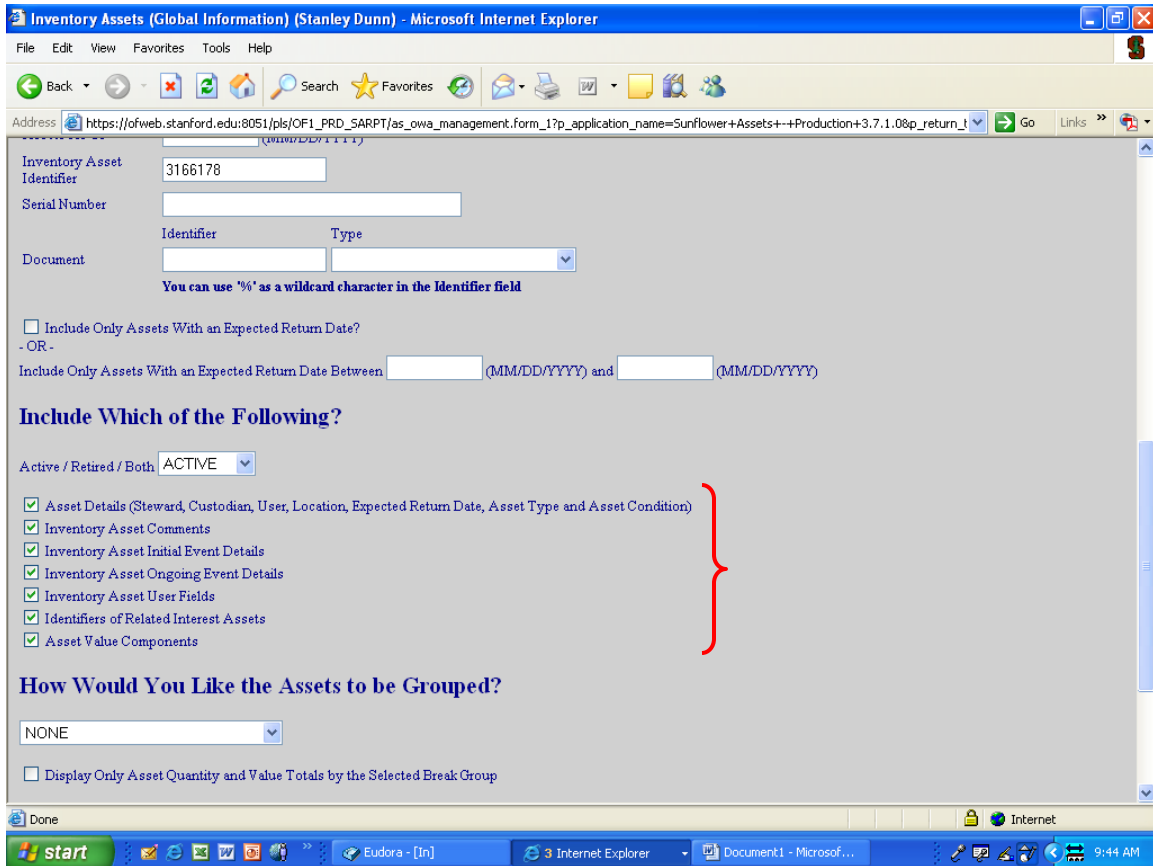 Inventory Assets (Global Information) (Stanley Dunn) - Microsoft Internet Explorer
File Edit View Favorites Tools Help
Back Search Favorites
Address https://ofweb.stanford.edu:8051/pls/OF1_PRD_SARPT/as_owa_management.form_1?p_application_name=Sunflower+Assets+-+Production+3.7.1.0&p_return_t Go Links »
(MM/DD/YYYY)
Inventory Asset
Identifier 3166178
Serial Number
Identifier Type
Document
You can use '%' as a wildcard character in the Identifier field
Include Only Assets With an Expected Return Date?
- OR -
Include Only Assets With an Expected Return Date Between (MM/DD/YYYY) and (MM/DD/YYYY)
Include Which of the Following?
Active / Retired / Both ACTIVE
Asset Details (Steward, Custodian, User, Location, Expected Return Date, Asset Type and Asset Condition)
Inventory Asset Comments
Inventory Asset Initial Event Details
Inventory Asset Ongoing Event Details
Inventory Asset User Fields
Identifiers of Related Interest Assets
Asset Value Components
How Would You Like the Assets to be Grouped?
NONE
Display Only Asset Quantity and Value Totals by the Selected Break Group
Done Internet
start » Eudora - [In] 3 Internet Explorer Document1 - Microsof... 9:44 AM